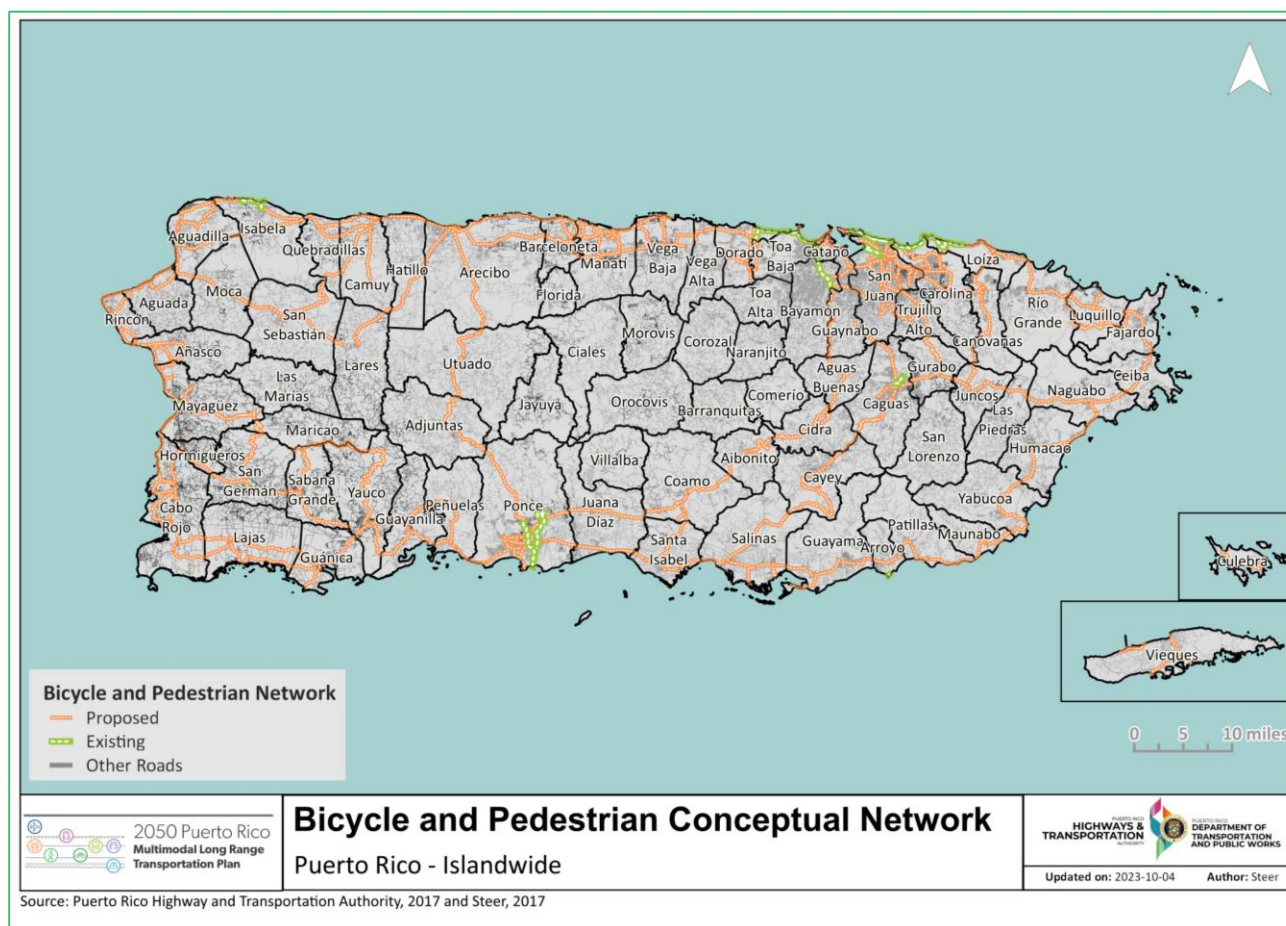 Isabela
Aguadilla
Quebradillas
Camuy
Hatillo
Arecibo
Barceloneta
Manatí
Vega
Baja
Vega
Alta
Dorado
Toa
Baja
Cataño
San
Juan
Carolina
Loíza
Río
Grande
Luquillo
Fajardo
Aguada
Rincón
Moca
San
Sebastián
Florida
Toa
Alta
Bayamón
Guaynabo
Trujillo
Alto
Canóvanas
Añasco
Las
Marías
Lares
Utuado
Ciales
Morovis
Corozal
Naranjito
Aguas
Buenas
Gurabo
Ceiba
Naguabo
Mayagüez
Maricao
Adjuntas
Jayuya
Orocovis
Barranquitas
Comerío
Caguas
Juncos
Las
Piedras
Hormigueros
San
Germán
Sabana
Grande
Yauco
Villalba
Aibonito
Cidra
San
Lorenzo
Humacao
Cabo
Rojo
Guayanilla
Peñuelas
Ponce
Juana
Díaz
Coamo
Cayey
Yabucoa
Lajas
Guánica
Santa
Isabel
Salinas
Guayama
Patillas
Arroyo
Maunabo
Culebra
Vieques
0 5 10 miles
Bicycle and Pedestrian Network
Proposed
Existing
Other Roads
2050 Puerto Rico
Multimodal Long Range
Transportation Plan
Bicycle and Pedestrian Conceptual Network
Puerto Rico - Islandwide
PUERTO RICO
HIGHWAYS &
TRANSPORTATION
AUTHORITY
PUERTO RICO
DEPARTMENT OF
TRANSPORTATION
AND PUBLIC WORKS
Updated on: 2023-10-04 Author: Steer
Source: Puerto Rico Highway and Transportation Authority, 2017 and Steer, 2017